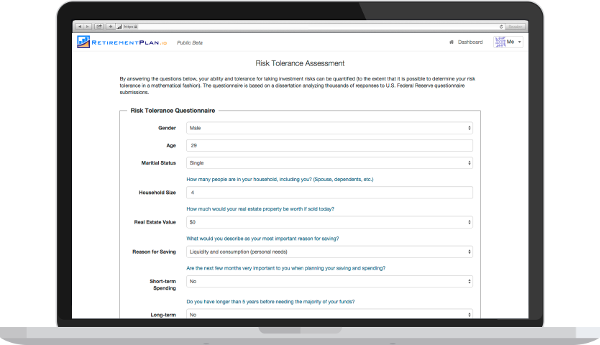 RETIREMENTPLAN.IO Public Beta Dashboard Me
Risk Tolerance Assessment
By answering the questions below, your ability and tolerance for taking investment risks can be quantified (to the extent that it is possible to determine your risk
tolerance in a mathematical fashion). The questionnaire is based on a dissertation analyzing thousands of responses to U.S. Federal Reserve questionnaire
submissions.
Risk Tolerance Questionnaire
Gender Male
Age 29
Marital Status Single
How many people are in your household, including you? (Spouse, dependents, etc.)
Household Size 4
How much would your real estate property be worth if sold today?
Real Estate Value $0
What would you describe as your most important reason for saving?
Reason for Saving Liquidity and consumption (personal needs)
Are the next few months very important to you when planning your saving and spending?
Short-term No
Spending
Do you have longer than 5 years before needing the majority of your funds?
Long-term No